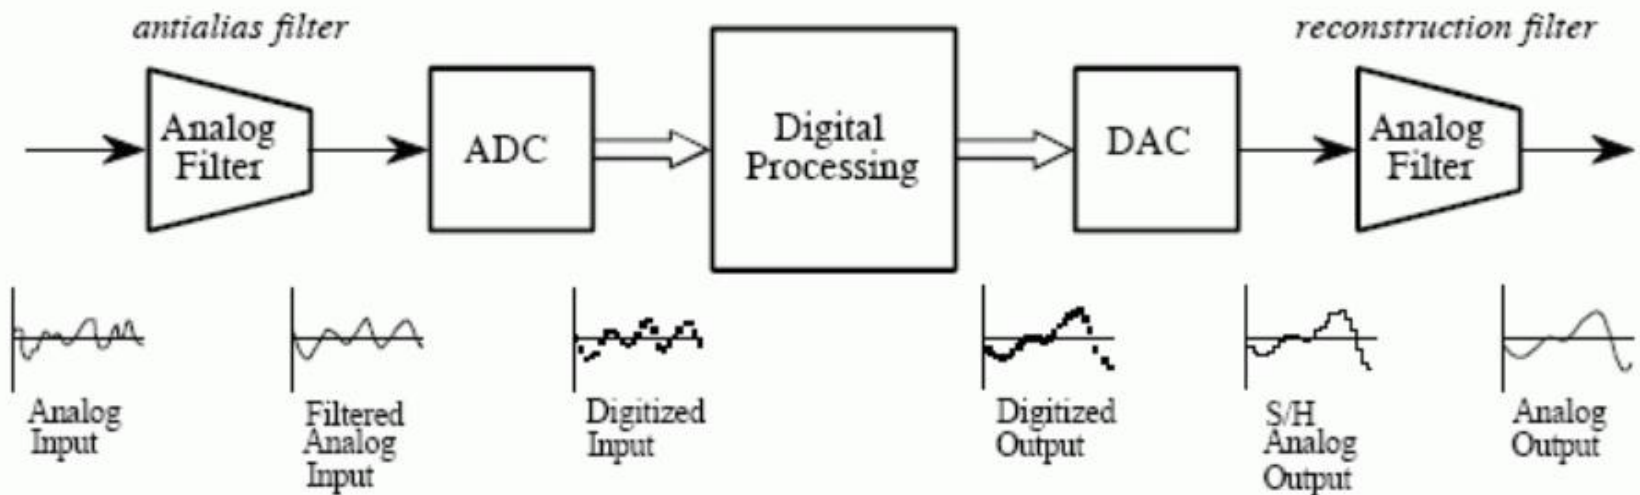 antialias filter
reconstruction filter
Analog
Filter
ADC
Digital
Processing
DAC
Analog
Filter
Analog
Input
Filtered
Analog
Input
Digitized
Input
Digitized
Output
S/H
Analog
Output
Analog
Output